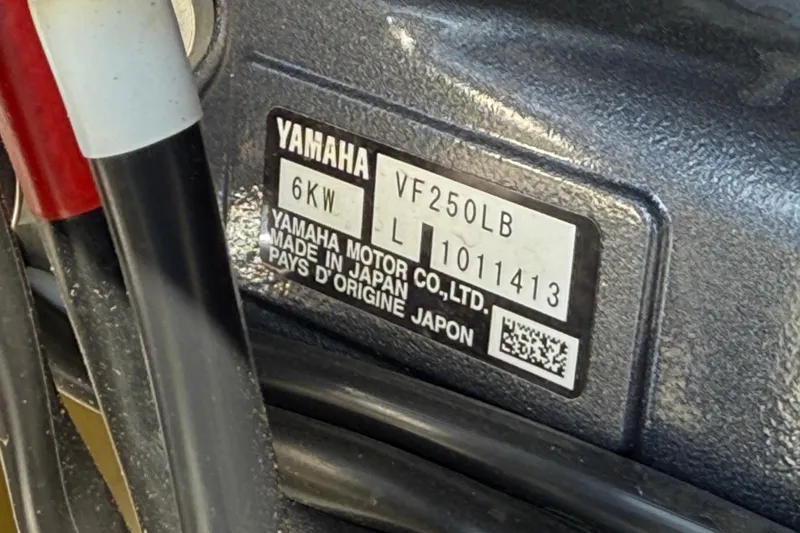 YAMAHA
6KW
VF250LB
L 1011413
YAMAHA MOTOR CO.,LTD.
MADE IN JAPAN
PAYS D'ORIGINE JAPON